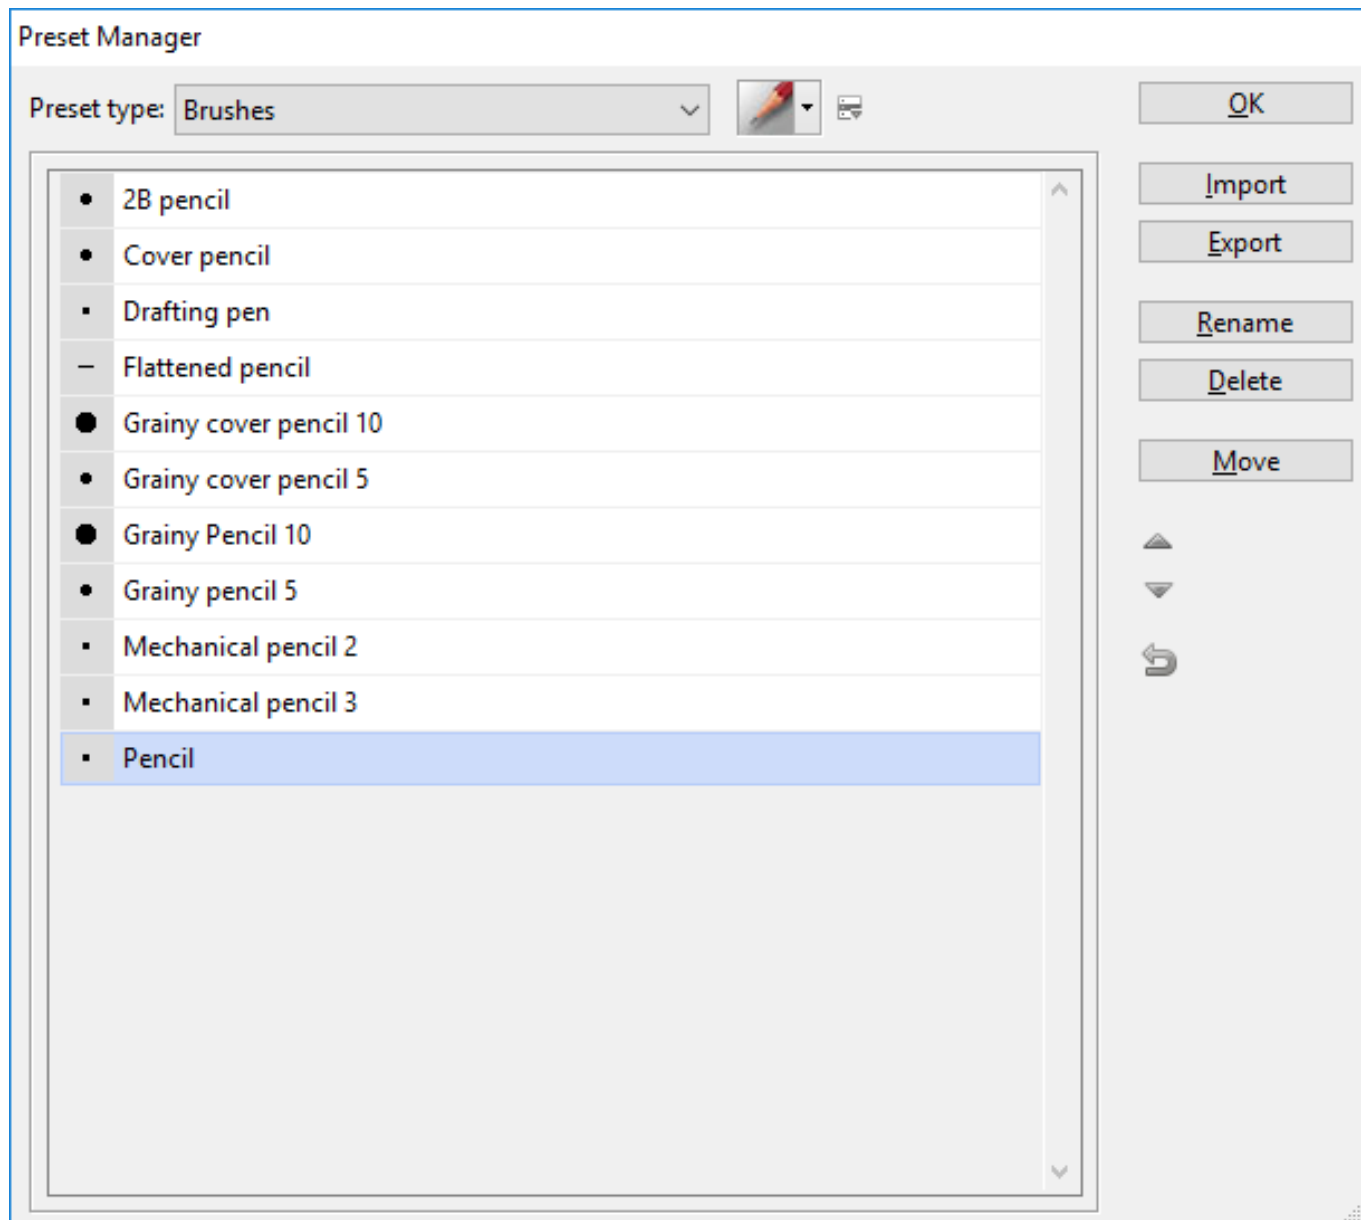 Preset Manager
Preset type: Brushes
OK
Import
Export
Rename
Delete
Move
2B pencil
Cover pencil
Drafting pen
Flattened pencil
Grainy cover pencil 10
Grainy cover pencil 5
Grainy Pencil 10
Grainy pencil 5
Mechanical pencil 2
Mechanical pencil 3
Pencil